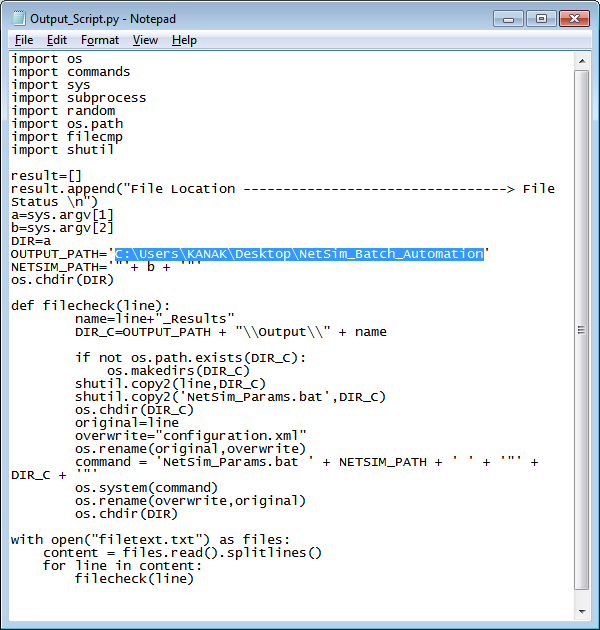 Output_Script.py - Notepad
File Edit Format View Help
import os
import commands
import sys
import subprocess
import random
import os.path
import filecmp
import shutil

result=[]
result.append("File Location ---------------------------------> File
Status \n")
a=sys.argv[1]
b=sys.argv[2]
DIR=a
OUTPUT_PATH='C:\Users\KANAK\Desktop\NetSim_Batch_Automation'
NETSIM_PATH='"'+ b + '"'
os.chdir(DIR)

def filecheck(line):
        name=line+"_Results"
        DIR_C=OUTPUT_PATH + "\\Output\\" + name

        if not os.path.exists(DIR_C):
            os.makedirs(DIR_C)
        shutil.copy2(line,DIR_C)
        shutil.copy2('NetSim_Params.bat',DIR_C)
        os.chdir(DIR_C)
        original=line
        overwrite="configuration.xml"
        os.rename(original,overwrite)
        command = 'NetSim_Params.bat ' + NETSIM_PATH + ' ' + '"' +
DIR_C + '"'
        os.system(command)
        os.rename(overwrite,original)
        os.chdir(DIR)

with open("filetext.txt") as files:
    content = files.read().splitlines()
    for line in content:
        filecheck(line)